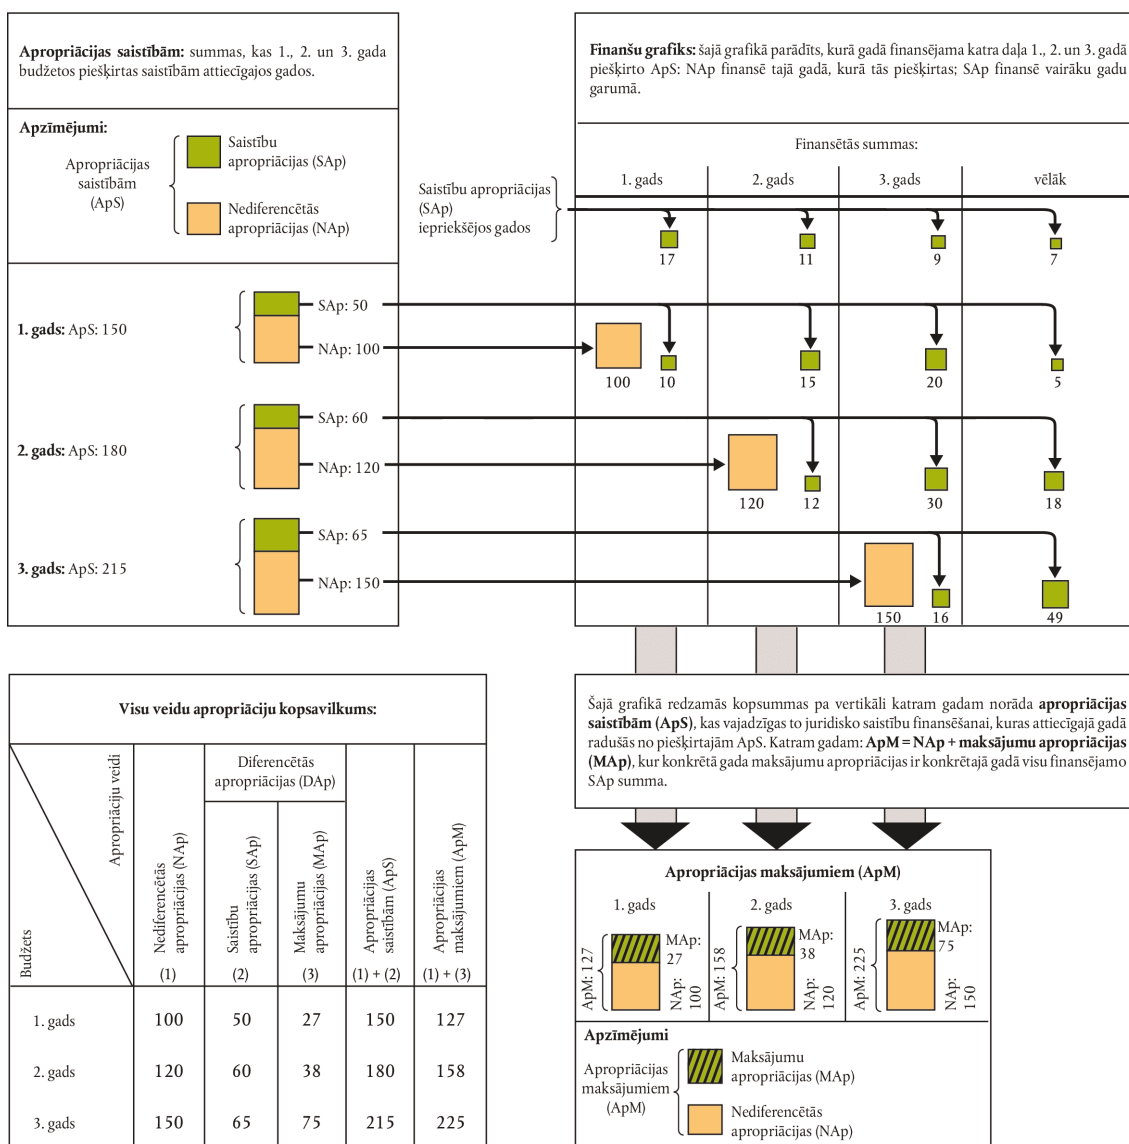 Apropriācijas saistībām: summas, kas 1., 2. un 3. gada
budžetos piešķirtas saistībām attiecīgajos gados.
Apzīmējumi:
Apropriācijas
saistībām
(ApS)
Saistību
apropriācijas (SAp)
Nediferencētās
apropriācijas (NAp)
Finanšu grafiks: šajā grafikā parādīts, kurā gadā finansējama katra daļa 1., 2. un 3. gadā
piešķirto ApS: NAp finansē tajā gadā, kurā tās piešķirtas; SAp finansē vairāku gadu
garumā.
Finansētās summas:
1. gads
2. gads
3. gads
vēlāk
Saistību apropriācijas
(SAp)
iepriekšējos gados
17
11
9
7
1. gads: ApS: 150
SAp: 50
NAp: 100
100
10
15
20
5
2. gads: ApS: 180
SAp: 60
NAp: 120
120
12
30
18
3. gads: ApS: 215
SAp: 65
NAp: 150
150
16
49
Visu veidu apropriāciju kopsavilkums:
Budžets
Apropriāciju veidi
Diferencētās
apropriācijas (DAp)
Nediferencētās
apropriācijas (NAp)
Saistību
apropriācijas (SAp)
Maksājumu
apropriācijas (MAp)
Apropriācijas
saistībām (ApS)
Apropriācijas
maksājumiem (ApM)
(1)
(2)
(3)
(1) + (2)
(1) + (3)
1. gads 100 50 27 150 127
2. gads 120 60 38 180 158
3. gads 150 65 75 215 225
Šajā grafikā redzamās kopsummas pa vertikāli katram gadam norāda apropriācijas
saistībām (ApS), kas vajadzīgas to juridisko saistību finansēšanai, kuras attiecīgajā gadā
radušās no piešķirtajām ApS. Katram gadam: ApM = NAp + maksājumu apropriācijas
(MAp), kur konkrētā gada maksājumu apropriācijas ir konkrētajā gadā visu finansējamo
SAp summa.
Apropriācijas maksājumiem (ApM)
1. gads
2. gads
3. gads
ApM: 127
MAp:
27
NAp:
100
ApM: 158
MAp:
38
NAp:
120
ApM: 225
MAp:
75
NAp:
150
Apzīmējumi
Apropriācijas
maksājumiem
(ApM)
Maksājumu
apropriācijas (MAp)
Nediferencētās
apropriācijas (NAp)